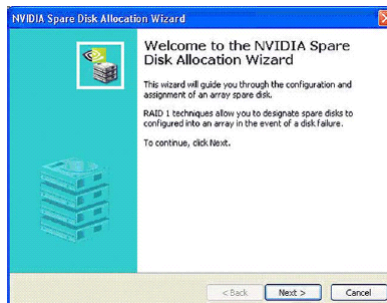 NVIDIA Spare Disk Allocation Wizard
Welcome to the NVIDIA Spare
Disk Allocation Wizard
This wizard will guide you through the configuration and
assignment of an array spare disk.
RAID 1 techniques allow you to designate spare disks to
configured into an array in the event of a disk failure.
To continue, click Next.
< Back Next > Cancel